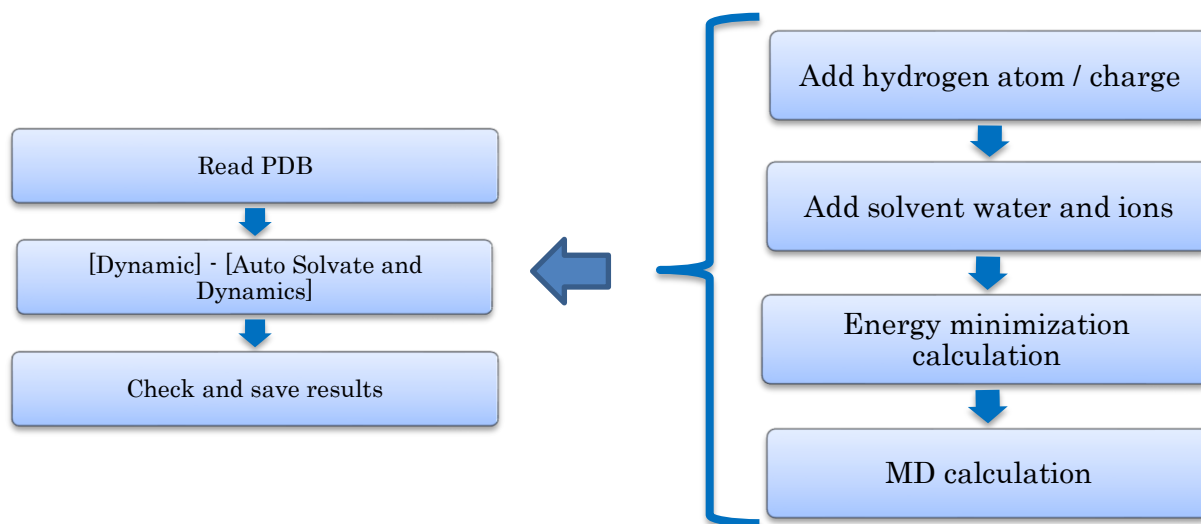 Read PDB
[Dynamic] - [Auto Solvate and
Dynamics]
Check and save results
Add hydrogen atom / charge
Add solvent water and ions
Energy minimization
calculation
MD calculation